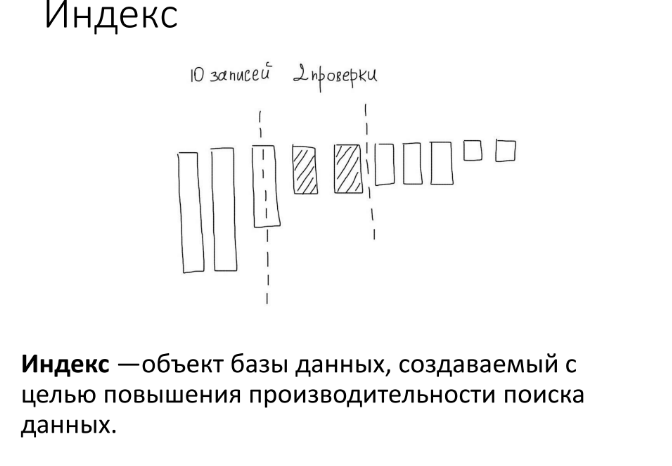 Индекс
10 записей 2 проверки
Индекс —объект базы данных, создаваемый с
целью повышения производительности поиска
данных.